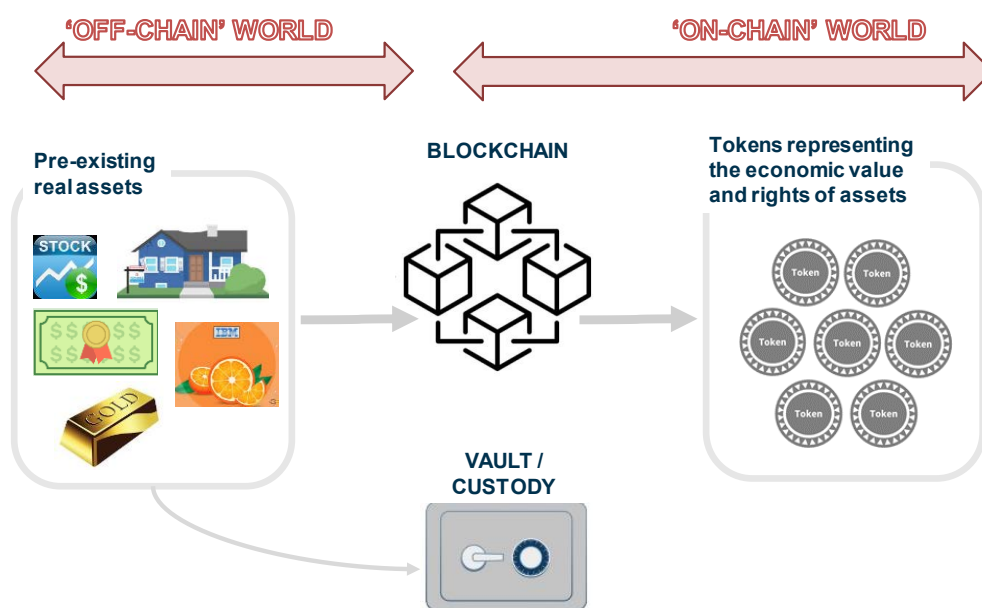 ‘OFF-CHAIN’ WORLD
‘ON-CHAIN’ WORLD
Pre-existing
real assets
BLOCKCHAIN
Tokens representing
the economic value
and rights of assets
STOCK
$
$$ $$
$$ $$
IBM
GOLD
Token
Token
Token
Token
Token
Token
Token
VAULT /
CUSTODY